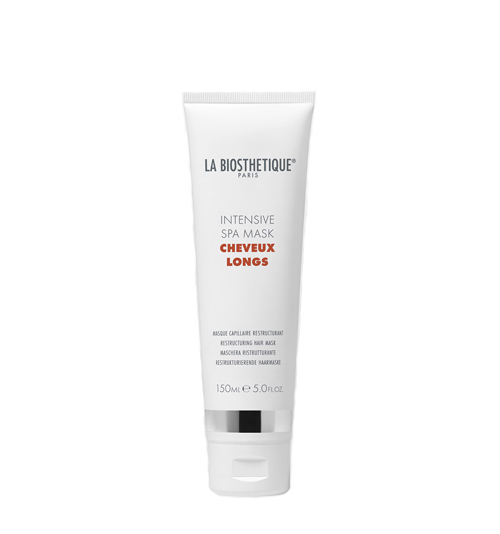 LA BIOSTHETIQUE®
PARIS
INTENSIVE
SPA MASK
CHEVEUX
LONGS
MASQUE CAPILLAIRE RESTRUCTURANT
RESTRUCTURING HAIR MASK
MASCHERA RISTRUTTURANTE
RESTRUKTURIERENDE HAARMASKE
150ML ℮ 5.0FL.OZ.